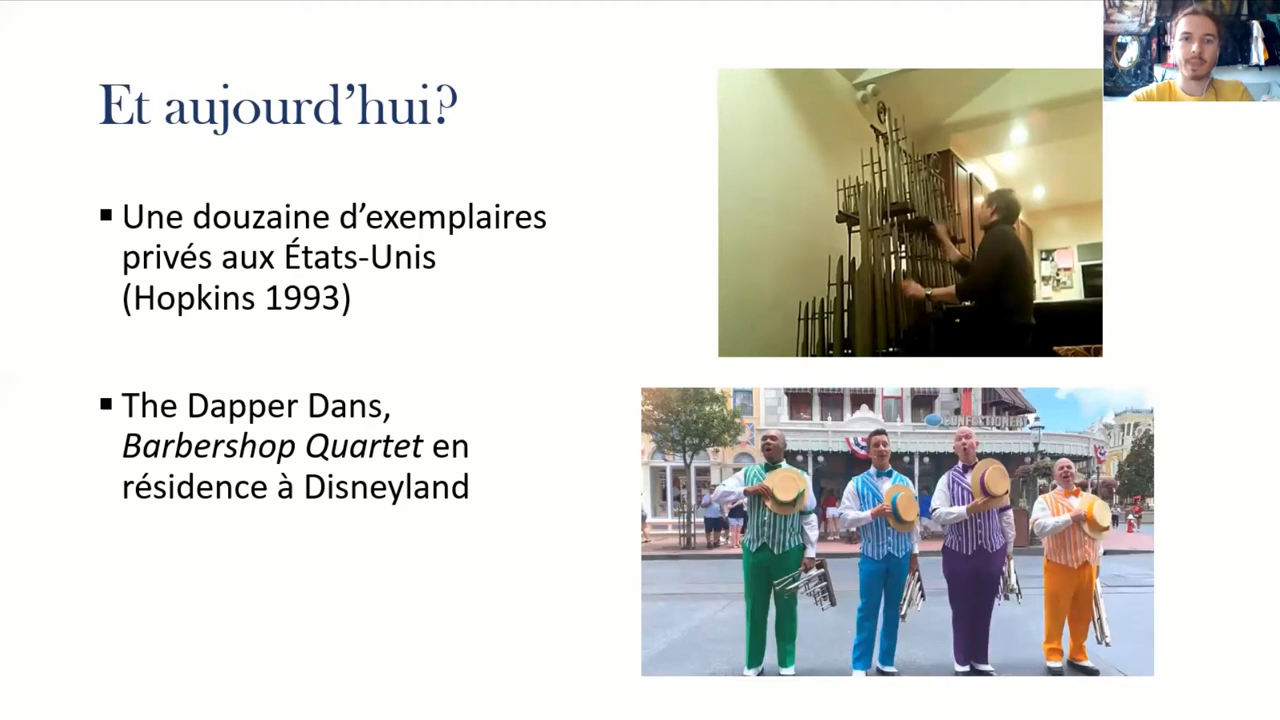 Et aujourd’hui?
Une douzaine d’exemplaires
privés aux États-Unis
(Hopkins 1993)
The Dapper Dans,
Barbershop Quartet en
résidence à Disneyland
CONFECTIONERY